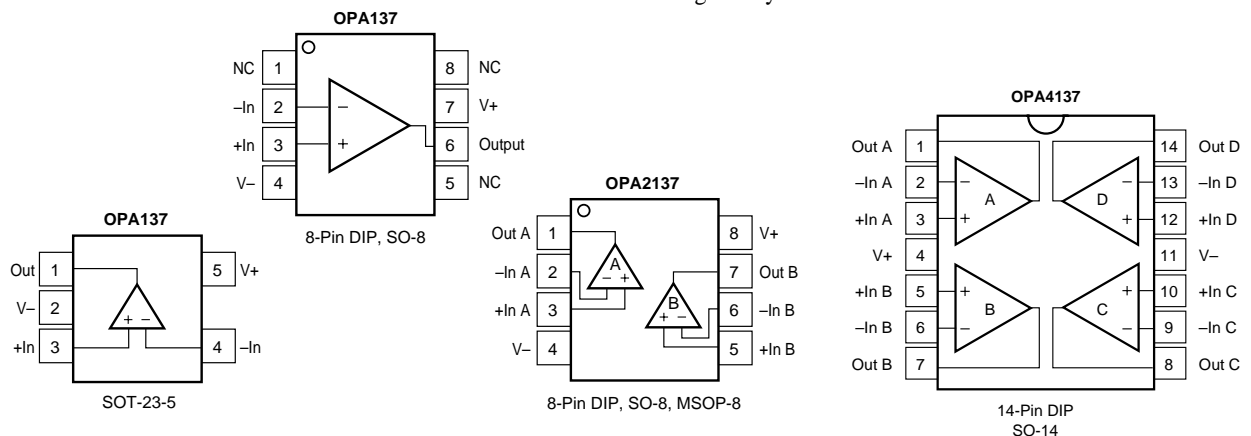 OPA137
NC 1 8 NC
–In 2 – 7 V+
+In 3 + 6 Output
V– 4 5 NC
8-Pin DIP, SO-8
OPA137
Out 1 5 V+
V– 2
+In 3 + – 4 –In
SOT-23-5
OPA2137
Out A 1 8 V+
–In A 2 A – + 7 Out B
+In A 3 B + – 6 –In B
V– 4 5 +In B
8-Pin DIP, SO-8, MSOP-8
OPA4137
Out A 1 14 Out D
–In A 2 – – 13 –In D
A D
+In A 3 + + 12 +In D
V+ 4 11 V–
+In B 5 + + 10 +In C
B C
–In B 6 – – 9 –In C
Out B 7 8 Out C
14-Pin DIP
SO-14